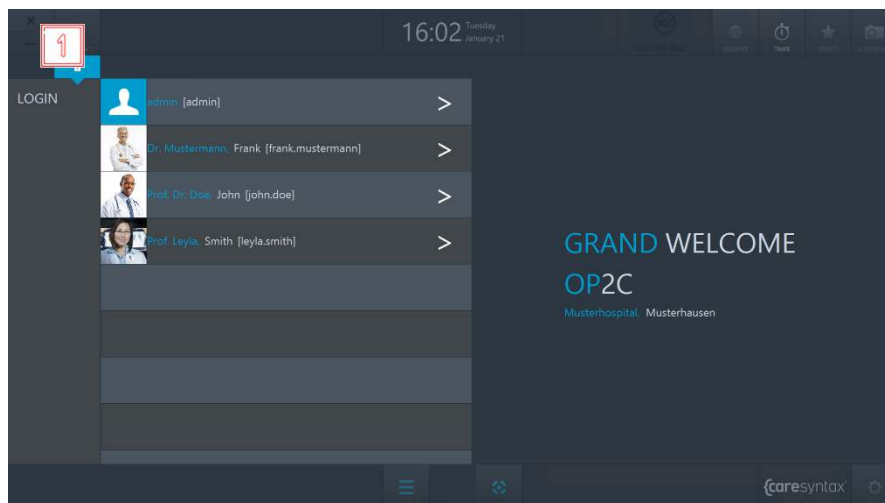 1
16:02 Tuesday
January 21
TIMER
LOGIN
admin [admin]
Dr. Mustermann, Frank [frank.mustermann]
Prof. Dr. Doe, John [john.doe]
Prof. Leyla, Smith [leyla.smith]
GRAND WELCOME
OP2C
Musterhospital, Musterhausen
caresyntax